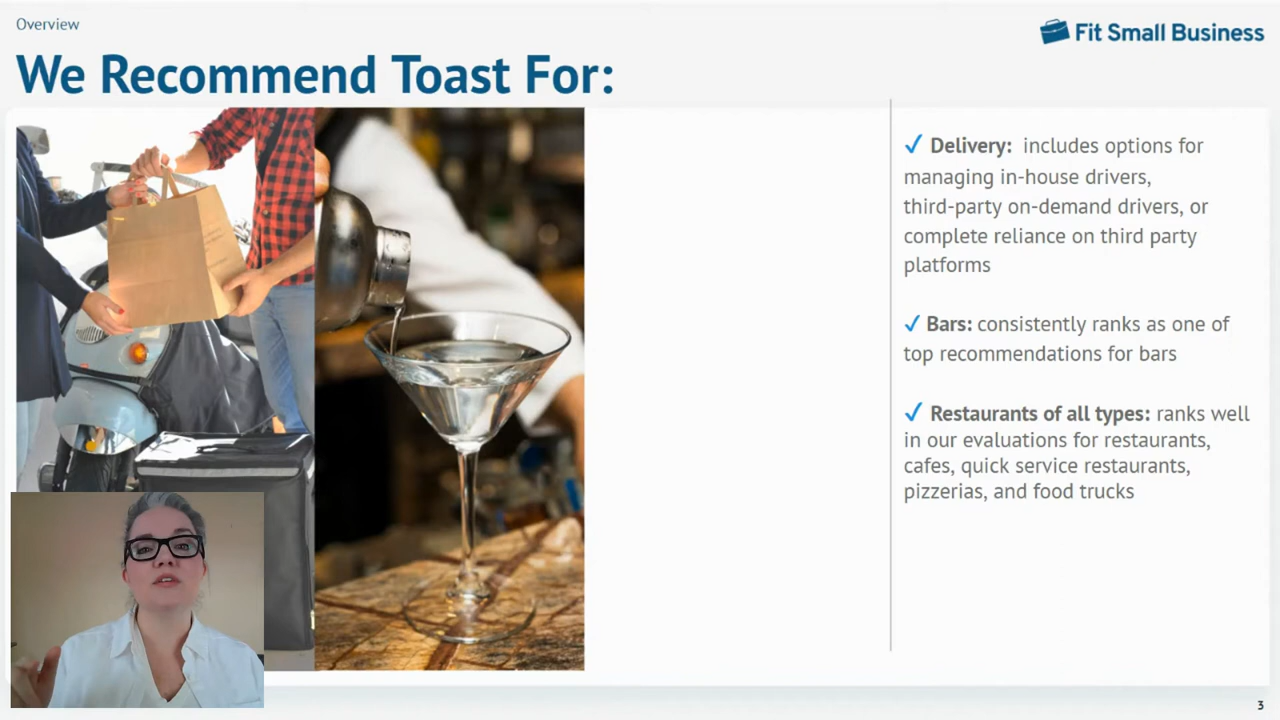 Overview
Fit Small Business
We Recommend Toast For:
✓ Delivery: includes options for
managing in-house drivers,
third-party on-demand drivers, or
complete reliance on third party
platforms
✓ Bars: consistently ranks as one of
top recommendations for bars
✓ Restaurants of all types: ranks well
in our evaluations for restaurants,
cafes, quick service restaurants,
pizzerias, and food trucks
3